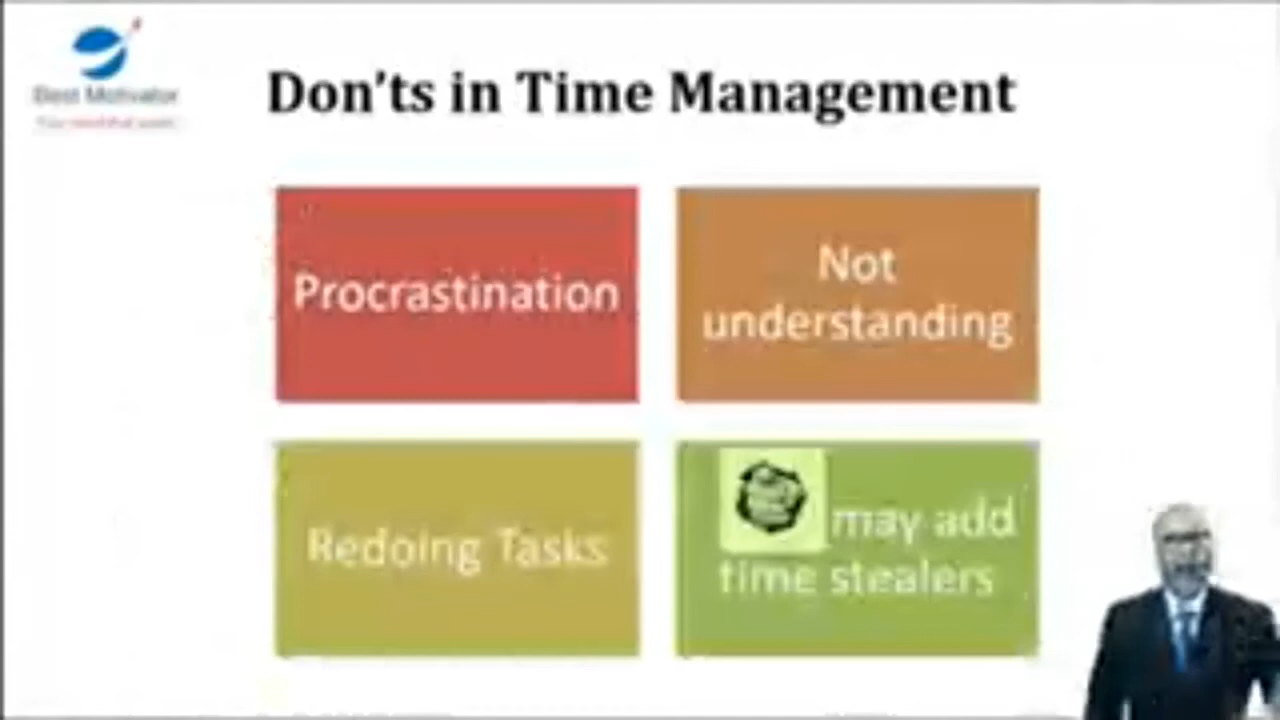 Best Motivator
Don'ts in Time Management
Procrastination
Not
understanding
Redoing Tasks
may add
time stealers